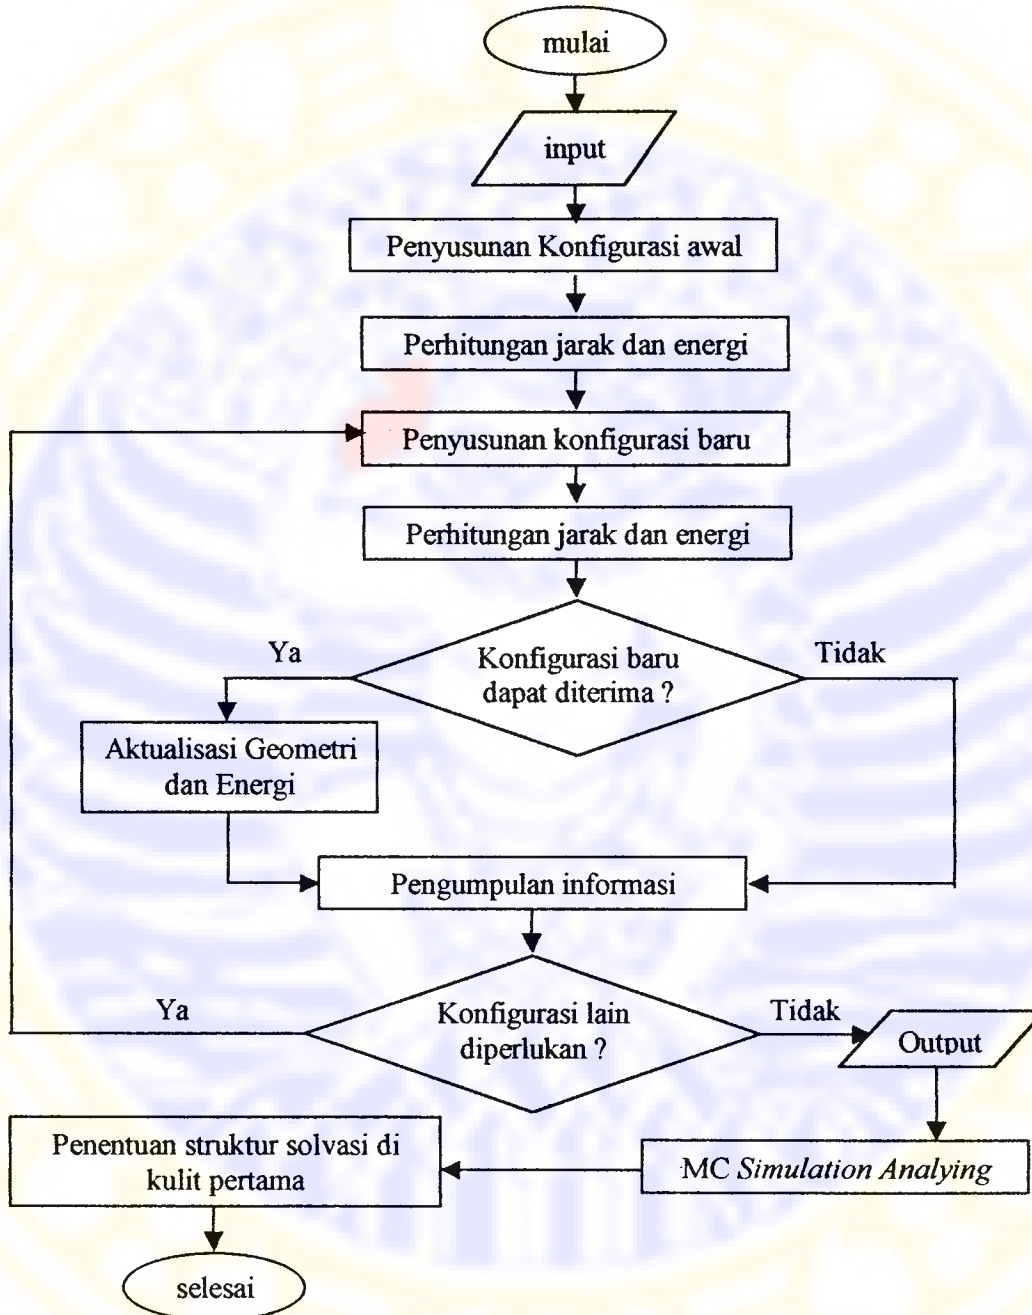 mulai
input
Penyusunan Konfigurasi awal
Perhitungan jarak dan energi
Penyusunan konfigurasi baru
Perhitungan jarak dan energi
Ya
Konfigurasi baru
dapat diterima ?
Tidak
Aktualisasi Geometri
dan Energi
Pengumpulan informasi
Ya
Konfigurasi lain
diperlukan ?
Tidak
Output
Penentuan struktur solvasi di
kulit pertama
MC Simulation Analying
selesai